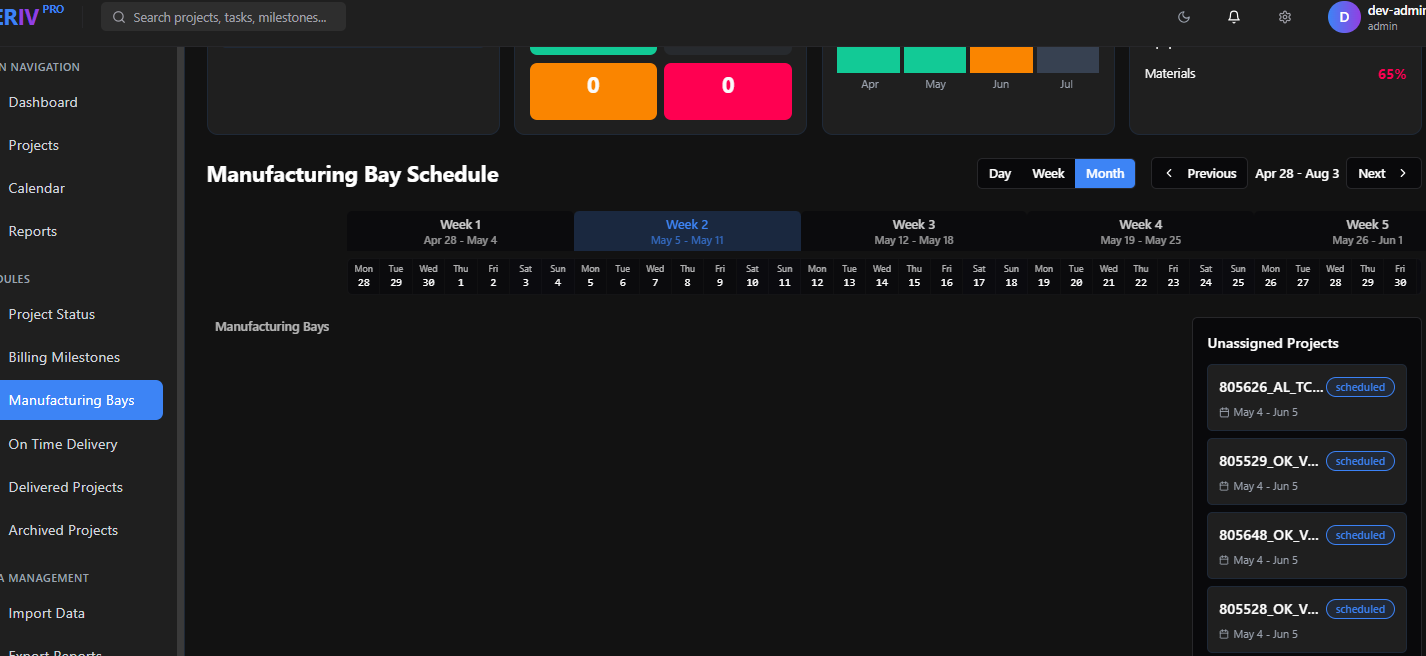 ERIV PRO
Search projects, tasks, milestones...
D
dev-admin
admin
N NAVIGATION
Dashboard
Projects
Calendar
Reports
DULES
Project Status
Billing Milestones
Manufacturing Bays
On Time Delivery
Delivered Projects
Archived Projects
A MANAGEMENT
Import Data
Export Reports
0
0
Apr
May
Jun
Jul
Materials
65%
Manufacturing Bay Schedule
Day
Week
Month
Previous
Apr 28 - Aug 3
Next
Week 1
Week 2
Week 3
Week 4
Week 5
Apr 28 - May 4
May 5 - May 11
May 12 - May 18
May 19 - May 25
May 26 - Jun 1
Mon Tue Wed Thu Fri Sat Sun Mon Tue Wed Thu Fri Sat Sun Mon Tue Wed Thu Fri Sat Sun Mon Tue Wed Thu Fri Sat Sun Mon Tue Wed Thu Fri
28 29 30 1 2 3 4 5 6 7 8 9 10 11 12 13 14 15 16 17 18 19 20 21 22 23 24 25 26 27 28 29 30
Manufacturing Bays
Unassigned Projects
805626_AL_TC... scheduled
May 4 - Jun 5
805529_OK_V... scheduled
May 4 - Jun 5
805648_OK_V... scheduled
May 4 - Jun 5
805528_OK_V... scheduled
May 4 - Jun 5